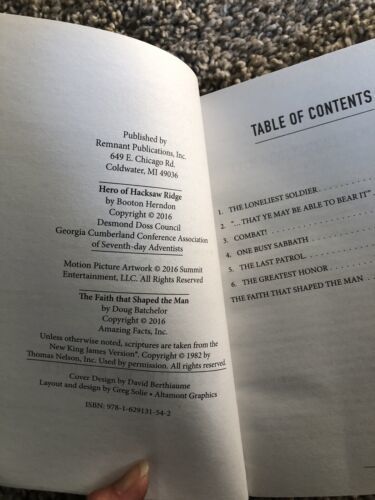 Published by
Remnant Publications, Inc.
649 E. Chicago Rd.
Coldwater, MI 49036
Hero of Hacksaw Ridge
by Booton Herndon
Copyright © 2016
Desmond Doss Council
Georgia Cumberland Conference Association
of Seventh-day Adventists
Motion Picture Artwork © 2016 Summit
Entertainment, LLC. All Rights Reserved.
The Faith that Shaped the Man
by Doug Batchelor
Copyright © 2016
Amazing Facts, Inc.
Unless otherwise noted, scriptures are taken from the
New King James Version®. Copyright © 1982 by
Thomas Nelson, Inc. Used by permission. All rights reserved.
Cover Design by David Berthiaume
Layout and design by Greg Solie • Altamont Graphics
ISBN: 978-1-629131-54-2
TABLE OF CONTENTS
1. THE LONELIEST SOLDIER
2. "...THAT YE MAY BE ABLE TO BEAR IT"
3. COMBAT!
4. ONE BUSY SABBATH
5. THE LAST PATROL
6. THE GREATEST HONOR
THE FAITH THAT SHAPED THE MAN